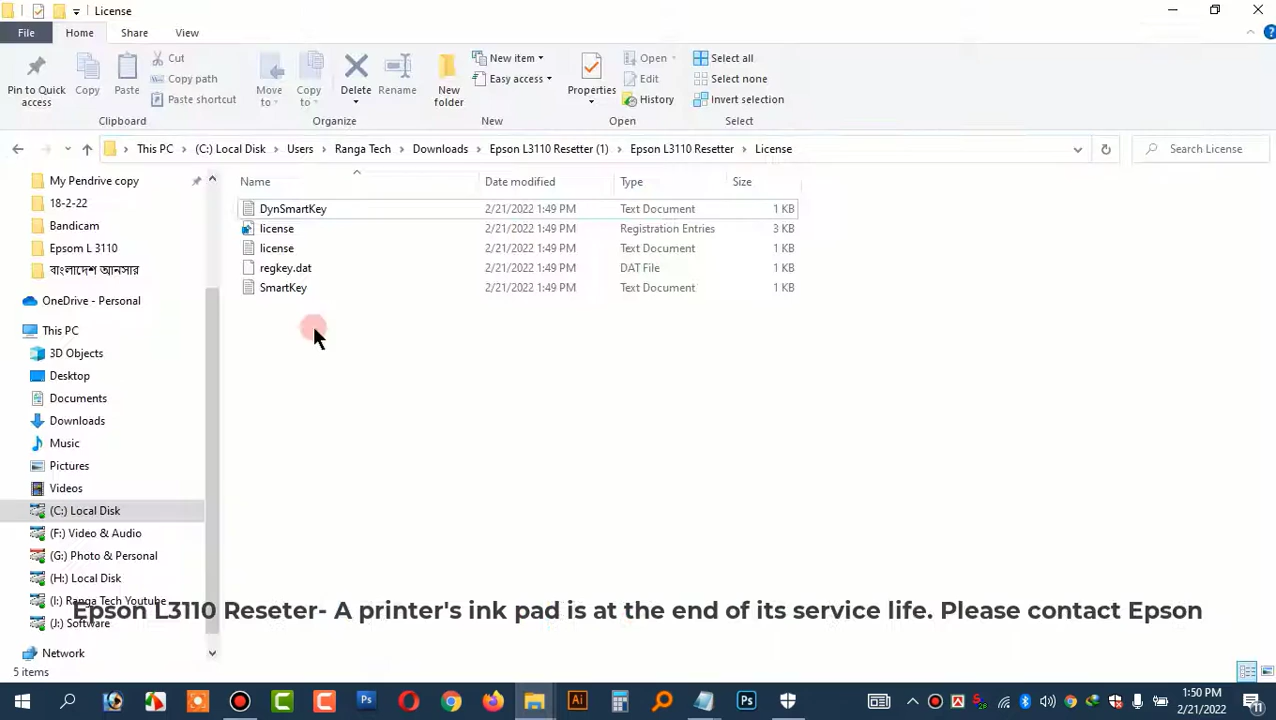 License
File Home Share View
Pin to Quick access
Copy
Paste
Cut
Copy path
Paste shortcut
Clipboard
Move to
Copy to
Delete
Rename
Organize
New folder
New item
Easy access
New
Properties
Open
Edit
History
Open
Select all
Select none
Invert selection
Select
This PC (C:) Local Disk Users Ranga Tech Downloads Epson L3110 Resetter (1) Epson L3110 Resetter License
Search License
My Pendrive copy
18-2-22
Bandicam
Epsom L 3110
বাংলাদেশ আনসার
OneDrive - Personal
This PC
3D Objects
Desktop
Documents
Downloads
Music
Pictures
Videos
(C:) Local Disk
(F:) Video & Audio
(G:) Photo & Personal
(H:) Local Disk
(I:) Ranga Tech Youtube
(J:) Software
Network
Name Date modified Type Size
DynSmartKey 2/21/2022 1:49 PM Text Document 1 KB
license 2/21/2022 1:49 PM Registration Entries 3 KB
license 2/21/2022 1:49 PM Text Document 1 KB
regkey.dat 2/21/2022 1:49 PM DAT File 1 KB
SmartKey 2/21/2022 1:49 PM Text Document 1 KB
Epson L3110 Reseter- A printer's ink pad is at the end of its service life. Please contact Epson
5 items
Ps
Ai
Ps
1:50 PM
2/21/2022
11